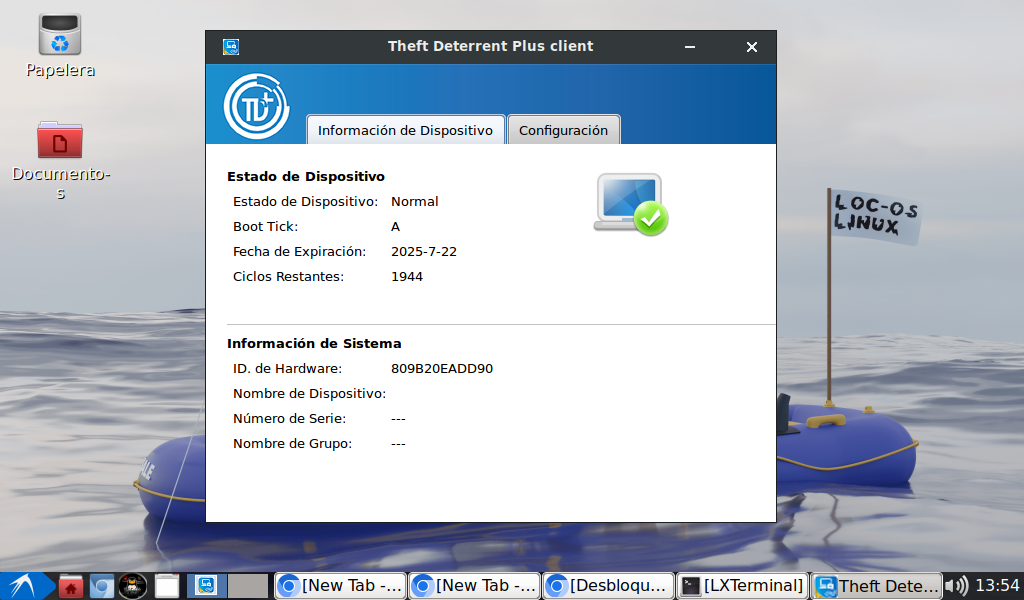 Papelera
Documento-
s
Theft Deterrent Plus client
TD+
Información de Dispositivo
Configuración
Estado de Dispositivo
Estado de Dispositivo: Normal
Boot Tick: A
Fecha de Expiración: 2025-7-22
Ciclos Restantes: 1944
Información de Sistema
ID. de Hardware: 809B20EADD90
Nombre de Dispositivo:
Número de Serie: ---
Nombre de Grupo: ---
LOC-OS
LINUX
[New Tab -...
[New Tab -...
[Desbloqu...
[LXTerminal]
Theft Dete...
13:54